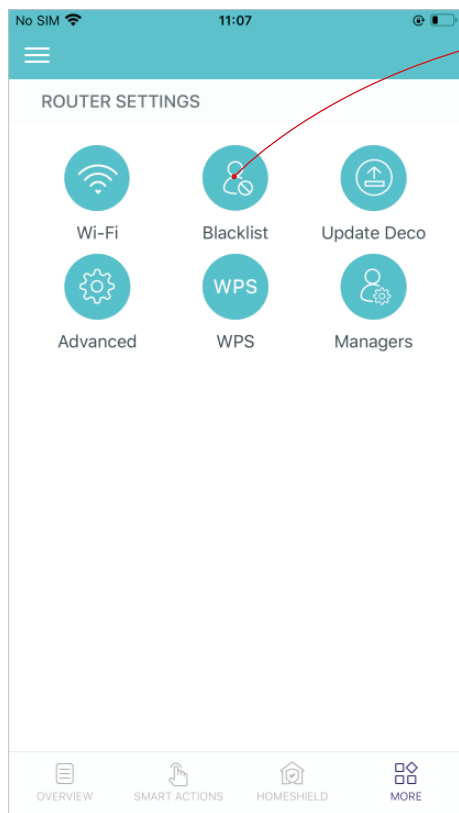 No SIM 11:07
ROUTER SETTINGS
Wi-Fi Blacklist Update Deco
WPS
Advanced WPS Managers
OVERVIEW SMART ACTIONS HOMESHIELD MORE